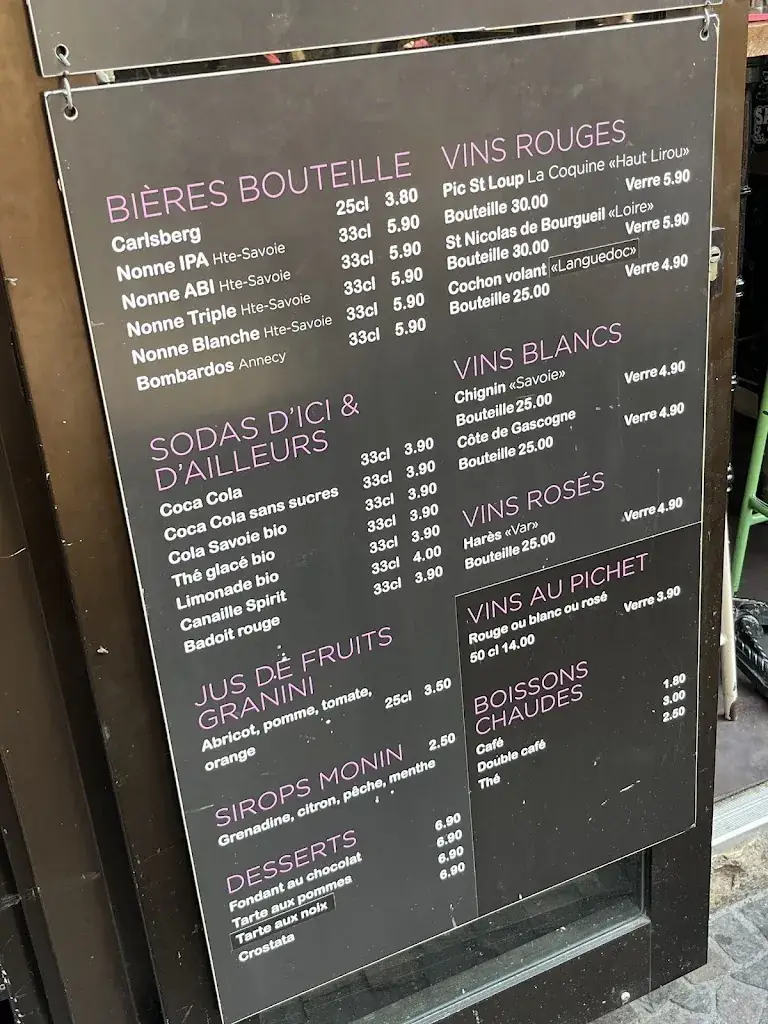 BIÈRES BOUTEILLE
Carlsberg 25cl 3.80
Nonne IPA Hte-Savoie 33cl 5.90
Nonne ABI Hte-Savoie 33cl 5.90
Nonne Triple Hte-Savoie 33cl 5.90
Nonne Blanche Hte-Savoie 33cl 5.90
Bombardos Annecy 33cl 5.90
SODAS D'ICI &
D'AILLEURS
Coca Cola 33cl 3.90
Coca Cola sans sucres 33cl 3.90
Cola Savoie bio 33cl 3.90
Thé glacé bio 33cl 3.90
Limonade bio 33cl 3.90
Canaille Spirit 33cl 4.00
Badoit rouge 33cl 3.90
JUS DE FRUITS
GRANINI
Abricot, pomme, tomate, 25cl 3.50
orange
SIROPS MONIN 2.50
Grenadine, citron, pêche, menthe
DESSERTS
Fondant au chocolat 6.90
Tarte aux pommes 6.90
Tarte aux noix 6.90
Crostata 6.90
VINS ROUGES
Pic St Loup La Coquine «Haut Lirou»
Bouteille 30.00 Verre 5.90
St Nicolas de Bourgueil «Loire»
Bouteille 30.00 Verre 5.90
Cochon volant «Languedoc»
Bouteille 25.00 Verre 4.90
VINS BLANCS
Chignin «Savoie»
Bouteille 25.00 Verre 4.90
Côte de Gascogne
Bouteille 25.00 Verre 4.90
VINS ROSÉS
Harès «Var»
Bouteille 25.00 Verre 4.90
VINS AU PICHET
Rouge ou blanc ou rosé
50 cl 14.00 Verre 3.90
BOISSONS
CHAUDES
Café 1.80
Double café 3.00
Thé 2.50